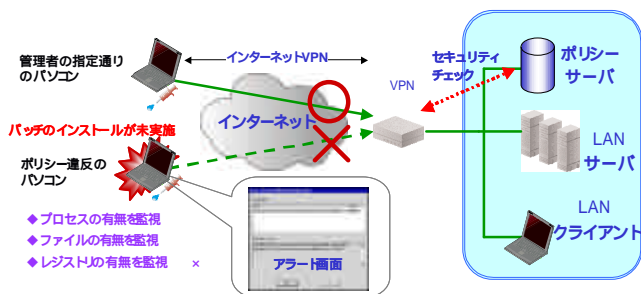 管理者の指定通り
のパソコン
インターネットVPN
セキュリティ
チェック
ポリシー
サーバ
VPN
インターネット
パッチのインストールが未実施
LAN
サーバ
ポリシー違反の
パソコン
LAN
クライアント
◆プロセスの有無を監視
◆ファイルの有無を監視
◆レジストリの有無を監視 ×
アラート画面